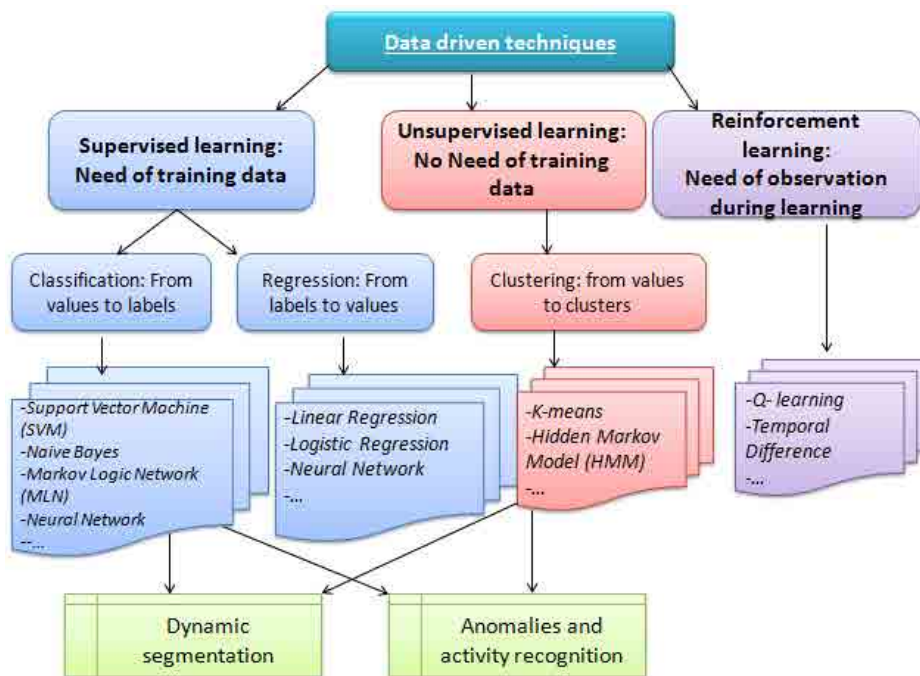 Data driven techniques
Supervised learning:
Need of training data
Unsupervised learning:
No Need of training
data
Reinforcement
learning:
Need of observation
during learning
Classification: From
values to labels
Regression: From
labels to values
Clustering: from values
to clusters
-Support Vector Machine
(SVM)
-Naive Bayes
-Markov Logic Network
(MLN)
-Neural Network
--...
-Linear Regression
-Logistic Regression
-Neural Network
-...
-K-means
-Hidden Markov
Model (HMM)
-...
-Q- learning
-Temporal
Difference
-...
Dynamic
segmentation
Anomalies and
activity recognition